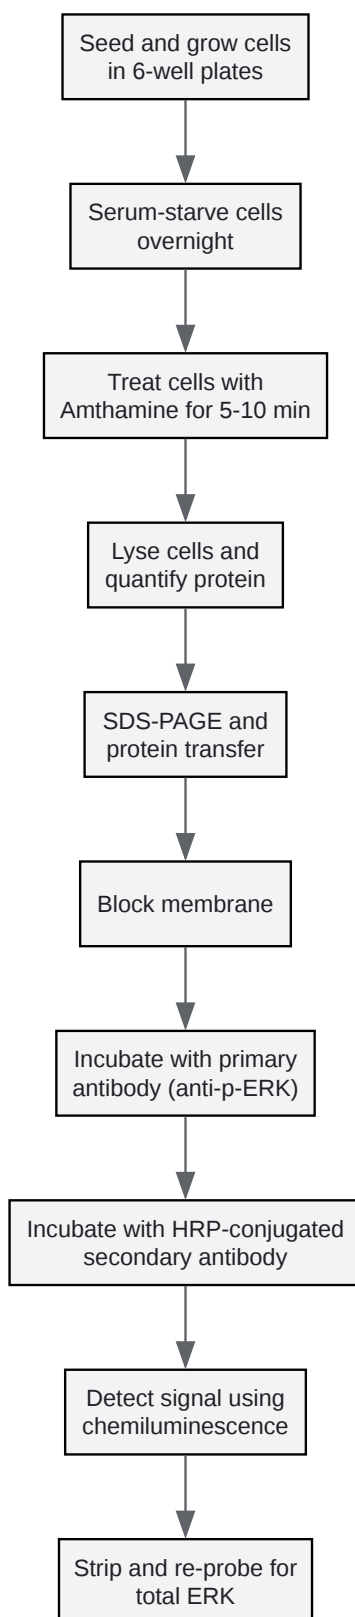 Seed and grow cells
in 6-well plates
Serum-starve cells
overnight
Treat cells with
Amthamine for 5-10 min
Lyse cells and
quantify protein
SDS-PAGE and
protein transfer
Block membrane
Incubate with primary
antibody (anti-p-ERK)
Incubate with HRP-conjugated
secondary antibody
Detect signal using
chemiluminescence
Strip and re-probe for
total ERK